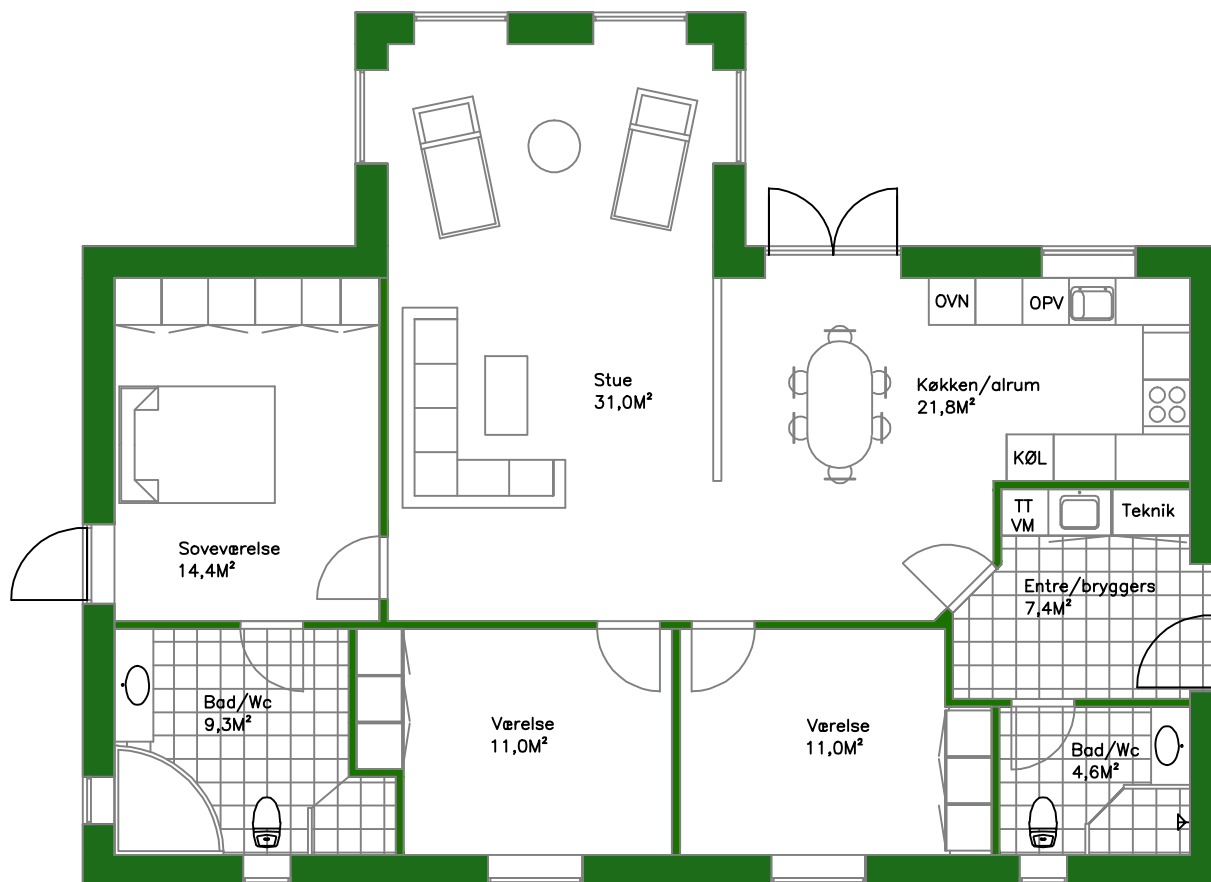 OVN
OPV
Stue
31,0M²
Køkken/alrum
21,8M²
KØL
TT
VM
Teknik
Soveværelse
14,4M²
Entre/bryggers
7,4M²
Bad/Wc
9,3M²
Værelse
11,0M²
Værelse
11,0M²
Bad/Wc
4,6M²